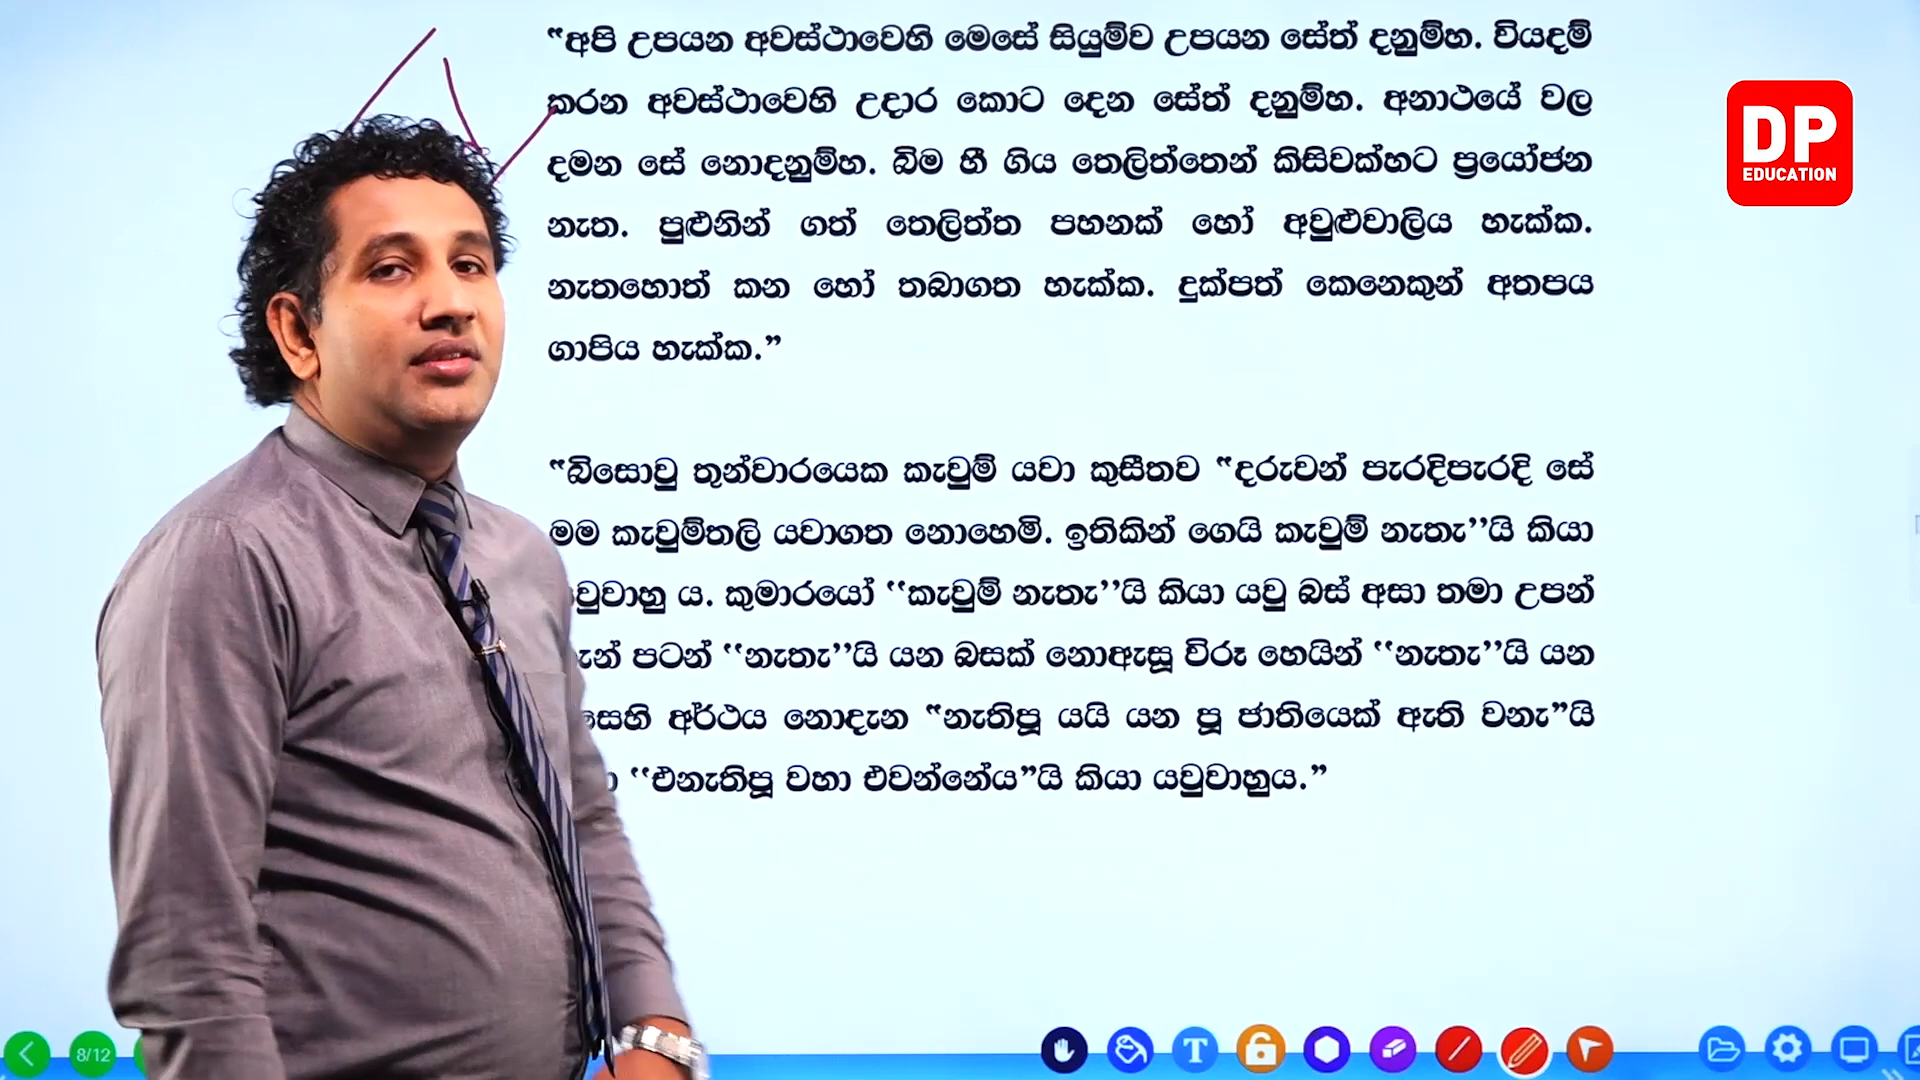 “අපි උපයන අවස්ථාවෙහි මෙසේ සියුම්ව උපයන සේත් දනුම්හ. වියදම්
කරන අවස්ථාවෙහි උදාර කොට දෙන සේත් දනුම්හ. අනාථයේ වල
දමන සේ නොදනුම්හ. බිම හී ගිය තෙලිත්තෙන් කිසිවක්හට ප්‍රයෝජන
නැත. පුළුනින් ගත් තෙලිත්ත පහනක් හෝ අවුළුවාලිය හැක්ක.
නැතහොත් කන හෝ තබාගත හැක්ක. දුක්පත් කෙනෙකුන් අතපය
ගාපිය හැක්ක.”
“බිසොවු තුන්වාරයෙක කැවුම් යවා කුසීතව “දරුවන් පැරදිපැරදි සේ
මම කැවුම්තලි යවාගත නොහෙමි. ඉතිකින් ගෙයි කැවුම් නැතැ’’යි කියා
ය. කුමාරයෝ ‘‘කැවුම් නැතැ’’යි කියා යවු බස් අසා තමා උපන්
පටන් ‘‘නැතැ’’යි යන බසක් නොඇසූ විරූ හෙයින් ‘‘නැතැ’’යි යන
අර්ථය නොදැන “නැතිපූ යයි යන පූ ජාතියෙක් ඇති වනැ”යි
‘‘එනැතිපූ වහා එවන්නේය”යි කියා යවුවාහුය.”
DP
EDUCATION
8/12
T